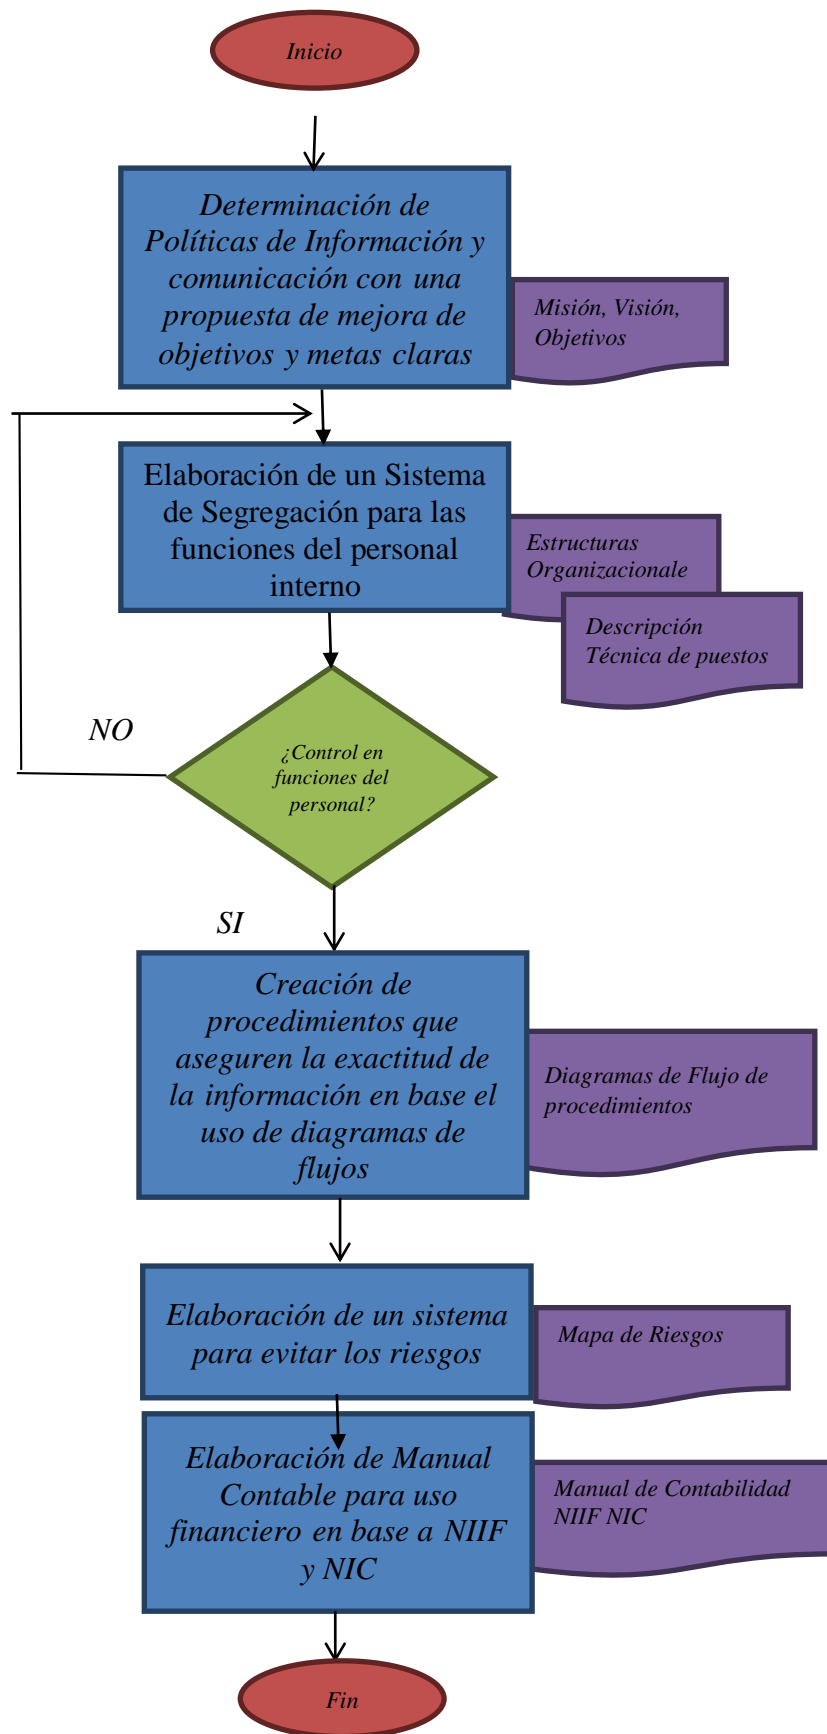 Inicio
Determinación de
Políticas de Información y
comunicación con una
propuesta de mejora de
objetivos y metas claras
Misión, Visión,
Objetivos
Elaboración de un Sistema
de Segregación para las
funciones del personal
interno
Estructuras
Organizacionale
Descripción
Técnica de puestos
NO
¿Control en
funciones del
personal?
SI
Creación de
procedimientos que
aseguren la exactitud de
la información en base el
uso de diagramas de
flujos
Diagramas de Flujo de
procedimientos
Elaboración de un sistema
para evitar los riesgos
Mapa de Riesgos
Elaboración de Manual
Contable para uso
financiero en base a NIIF
y NIC
Manual de Contabilidad
NIIF NIC
Fin